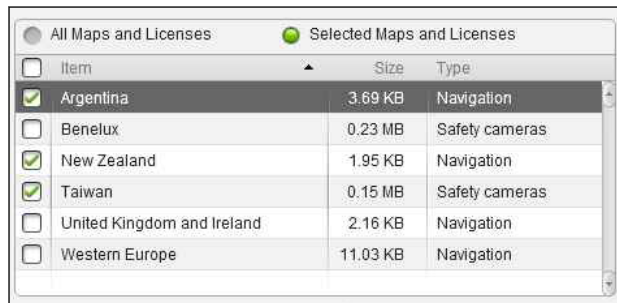 All Maps and Licenses Selected Maps and Licenses
Item Size Type
Argentina 3.69 KB Navigation
Benelux 0.23 MB Safety cameras
New Zealand 1.95 KB Navigation
Taiwan 0.15 MB Safety cameras
United Kingdom and Ireland 2.16 KB Navigation
Western Europe 11.03 KB Navigation